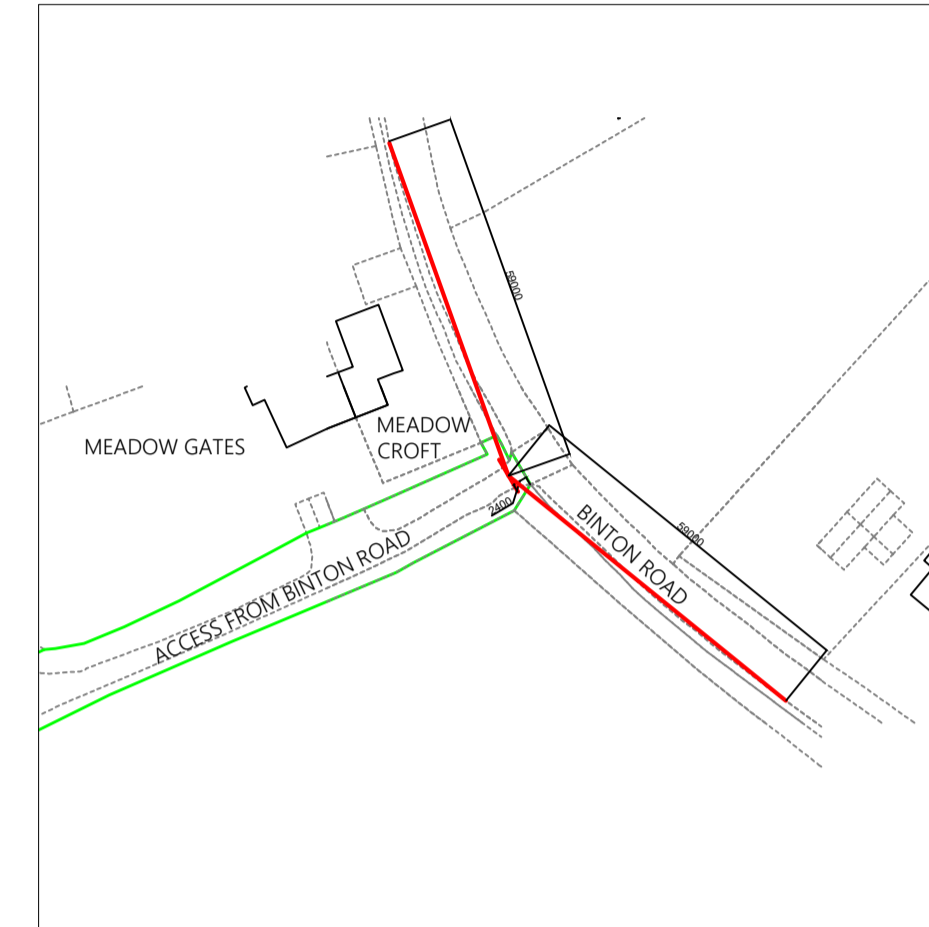 59000
MEADOW
CROFT
MEADOW GATES
2400
BINTON ROAD
59000
ACCESS FROM BINTON ROAD